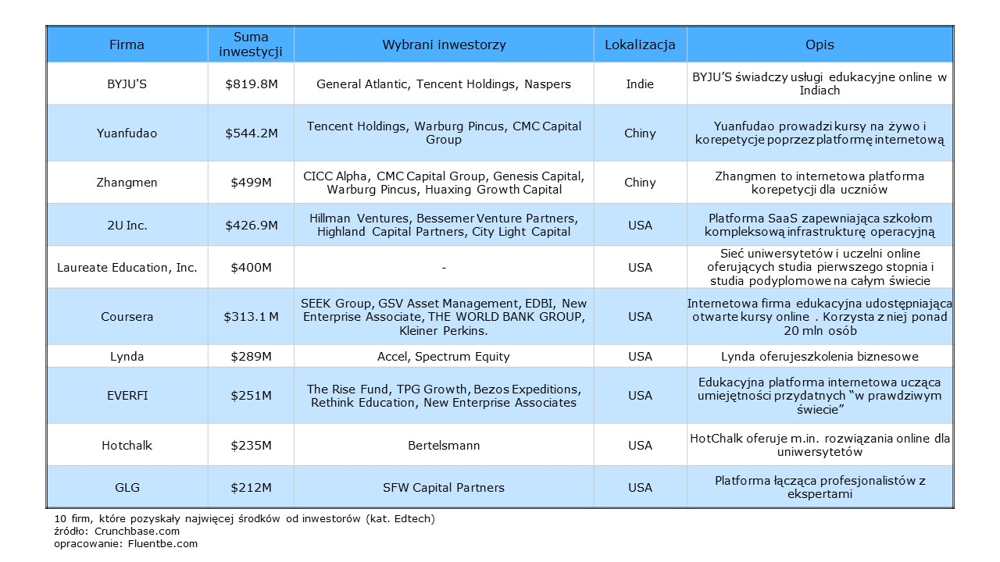 Firma
Suma
inwestycji
Wybrani inwestorzy
Lokalizacja
Opis
BYJU'S
$819.8M
General Atlantic, Tencent Holdings, Naspers
Indie
BYJU’S świadczy usługi edukacyjne online w
Indiach
Yuanfudao
$544.2M
Tencent Holdings, Warburg Pincus, CMC Capital
Group
Chiny
Yuanfudao prowadzi kursy na żywo i
korepetycje poprzez platformę internetową
Zhangmen
$499M
CICC Alpha, CMC Capital Group, Genesis Capital,
Warburg Pincus, Huaxing Growth Capital
Chiny
Zhangmen to internetowa platforma
korepetycji dla uczniów
2U Inc.
$426.9M
Hillman Ventures, Bessemer Venture Partners,
Highland Capital Partners, City Light Capital
USA
Platforma SaaS zapewniająca szkołom
kompleksową infrastrukturę operacyjną
Laureate Education, Inc.
$400M
-
USA
Sieć uniwersytetów i uczelni online
oferujących studia pierwszego stopnia i
studia podyplomowe na całym świecie
Coursera
$313.1 M
SEEK Group, GSV Asset Management, EDBI, New
Enterprise Associate, THE WORLD BANK GROUP,
Kleiner Perkins.
USA
Internetowa firma edukacyjna udostępniająca
otwarte kursy online . Korzysta z niej ponad
20 mln osób
Lynda
$289M
Accel, Spectrum Equity
USA
Lynda oferuje szkolenia biznesowe
EVERFI
$251M
The Rise Fund, TPG Growth, Bezos Expeditions,
Rethink Education, New Enterprise Associates
USA
Edukacyjna platforma internetowa ucząca
umiejętności przydatnych “w prawdziwym
świecie”
Hotchalk
$235M
Bertelsmann
USA
HotChalk oferuje m.in. rozwiązania online dla
uniwersytetów
GLG
$212M
SFW Capital Partners
USA
Platforma łącząca profesjonalistów z
ekspertami
10 firm, które pozyskały najwięcej środków od inwestorów (kat. Edtech)
źródło: Crunchbase.com
opracowanie: Fluentbe.com